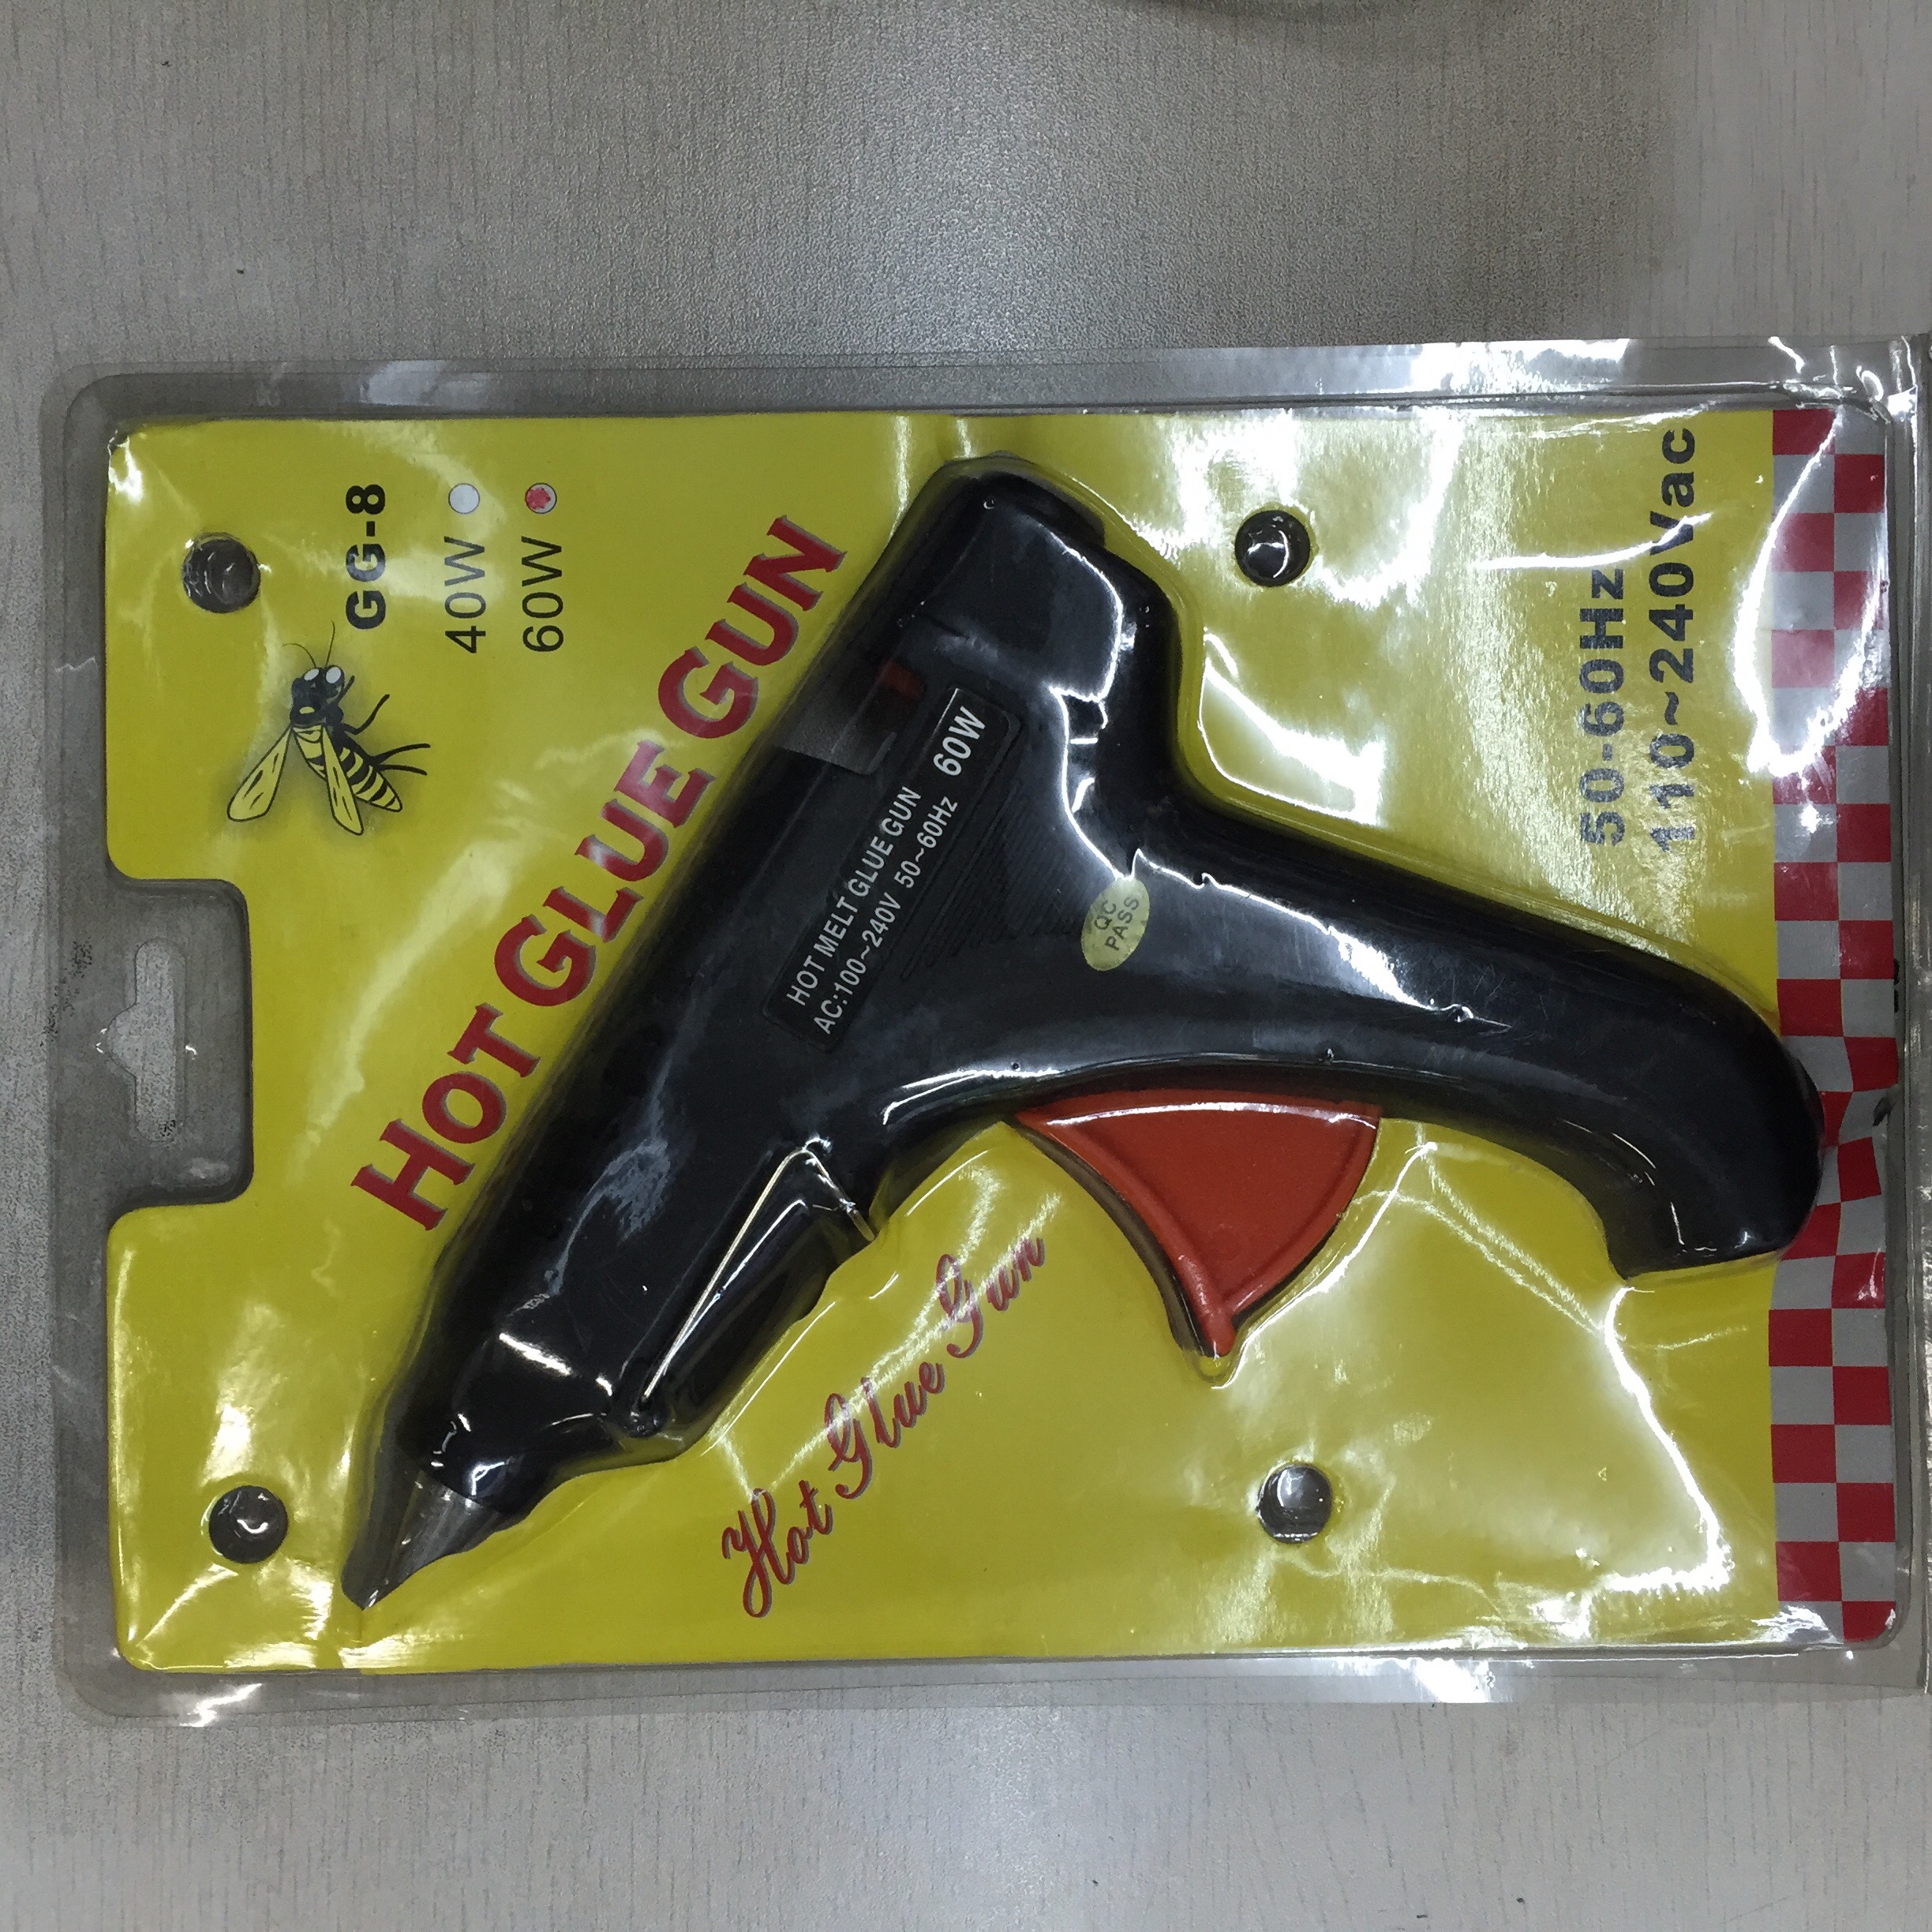 GG-8
40W
60W
HOT GLUE GUN
HOT MELT GLUE GUN
AC:100~240V 50~60Hz 60W
QC
PASS
Hot Glue Gun
50-60Hz
110~240Vac